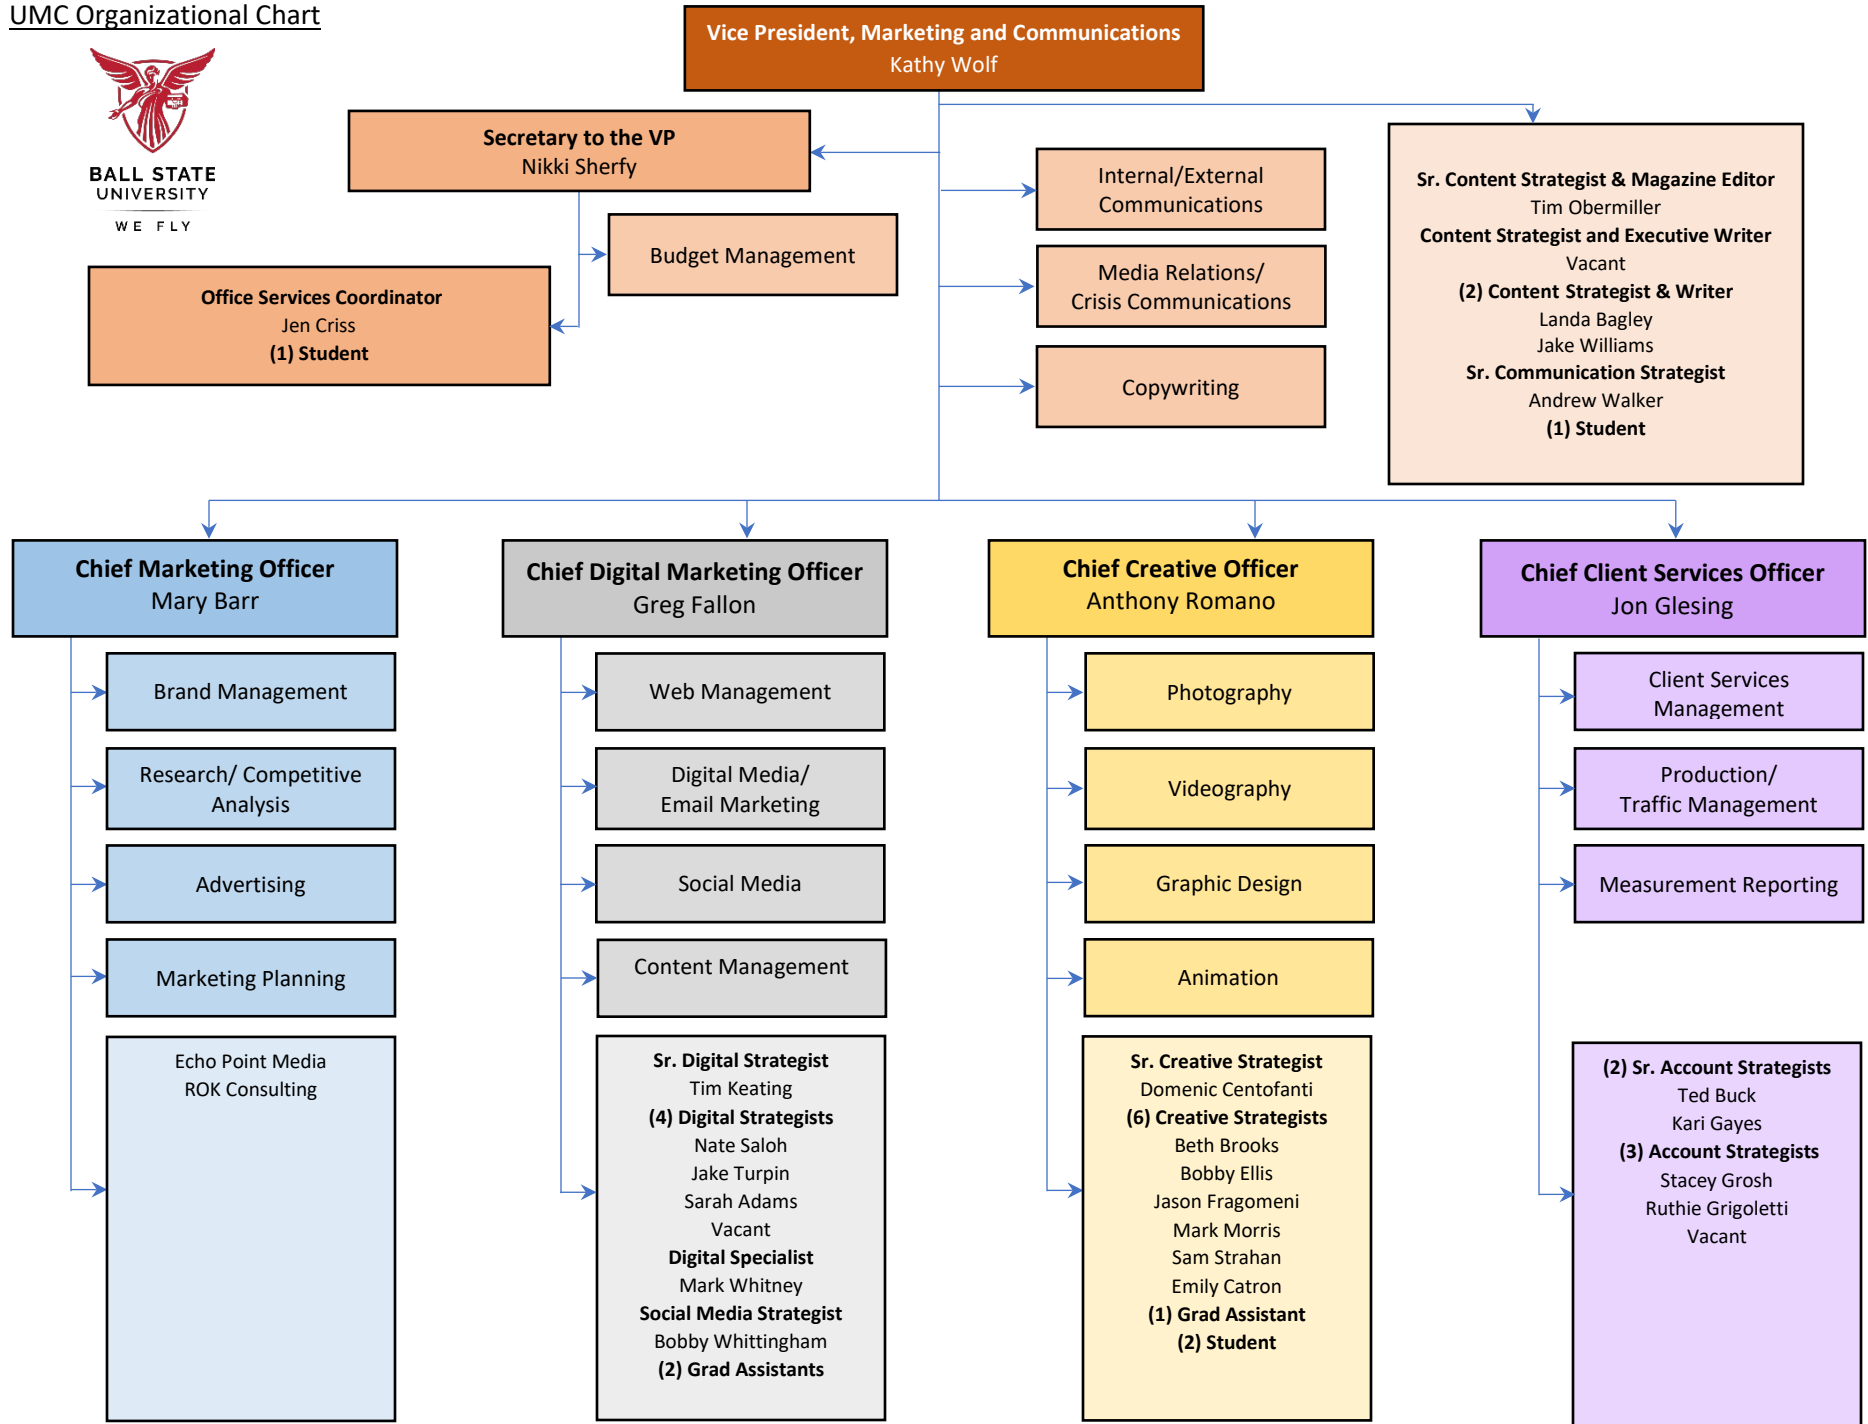 UMC Organizational Chart
BALL STATE
UNIVERSITY
WE FLY
Vice President, Marketing and Communications
Kathy Wolf
Secretary to the VP
Nikki Sherfy
Budget Management
Office Services Coordinator
Jen Criss
(1) Student
Internal/External
Communications
Media Relations/
Crisis Communications
Copywriting
Sr. Content Strategist & Magazine Editor
Tim Obermiller
Content Strategist and Executive Writer
Vacant
(2) Content Strategist & Writer
Landa Bagley
Jake Williams
Sr. Communication Strategist
Andrew Walker
(1) Student
Chief Marketing Officer
Mary Barr
Brand Management
Research/ Competitive
Analysis
Advertising
Marketing Planning
Echo Point Media
ROK Consulting
Chief Digital Marketing Officer
Greg Fallon
Web Management
Digital Media/
Email Marketing
Social Media
Content Management
Sr. Digital Strategist
Tim Keating
(4) Digital Strategists
Nate Saloh
Jake Turpin
Sarah Adams
Vacant
Digital Specialist
Mark Whitney
Social Media Strategist
Bobby Whittingham
(2) Grad Assistants
Chief Creative Officer
Anthony Romano
Photography
Videography
Graphic Design
Animation
Sr. Creative Strategist
Domenic Centofanti
(6) Creative Strategists
Beth Brooks
Bobby Ellis
Jason Fragomeni
Mark Morris
Sam Strahan
Emily Catron
(1) Grad Assistant
(2) Student
Chief Client Services Officer
Jon Glesing
Client Services
Management
Production/
Traffic Management
Measurement Reporting
(2) Sr. Account Strategists
Ted Buck
Kari Gayes
(3) Account Strategists
Stacey Grosh
Ruthie Grigoletti
Vacant